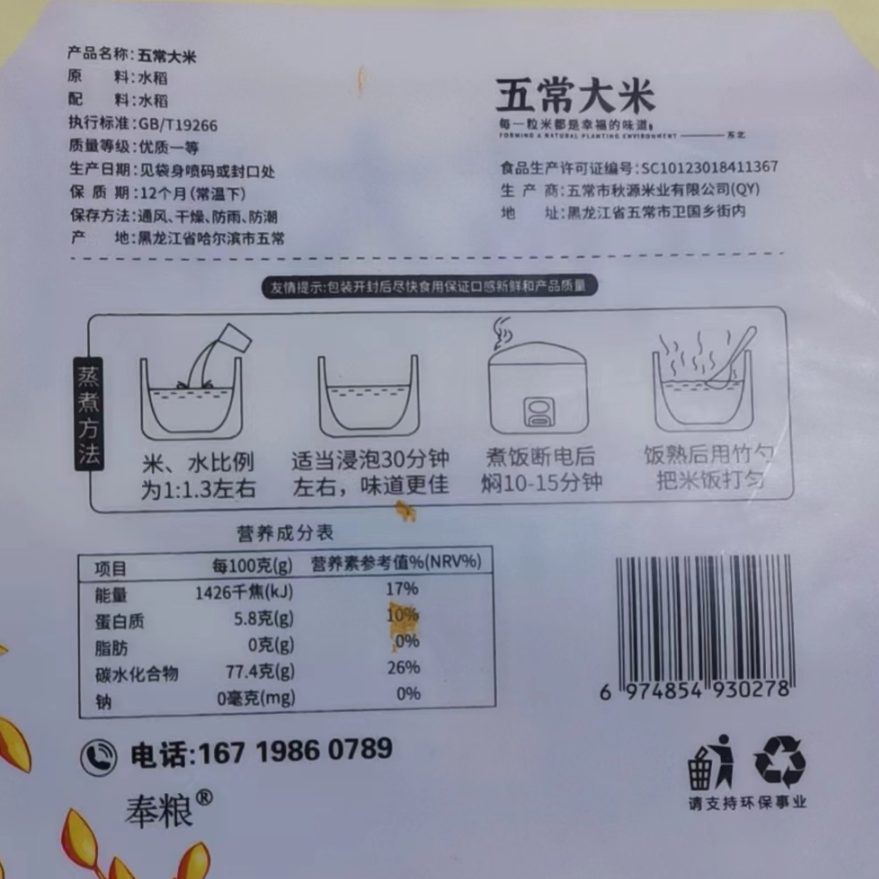 产品名称:五常大米
原 料:水稻
配 料:水稻
执行标准:GB/T19266
质量等级:优质一等
生产日期:见袋身喷码或封口处
保 质 期:12个月(常温下)
保存方法:通风、干燥、防雨、防潮
产 地:黑龙江省哈尔滨市五常
五常大米
每一粒米都是幸福的味道
FORMING A NATURAL PLANTING ENVIRONMENT 东北
食品生产许可证编号:SC10123018411367
生 产 商:五常市秋源米业有限公司(QY)
地 址:黑龙江省五常市卫国乡街内
友情提示:包装开封后尽快食用保证口感新鲜和产品质量
蒸煮方法
米、水比例
为1:1.3左右
适当浸泡30分钟
左右，味道更佳
煮饭断电后
焖10-15分钟
饭熟后用竹勺
把米饭打匀
营养成分表
项目 每100克(g) 营养素参考值%(NRV%)
能量 1426千焦(kJ) 17%
蛋白质 5.8克(g) 10%
脂肪 0克(g) 0%
碳水化合物 77.4克(g) 26%
钠 0毫克(mg) 0%
6 974854 930278
电话:167 1986 0789
奉粮®
请支持环保事业